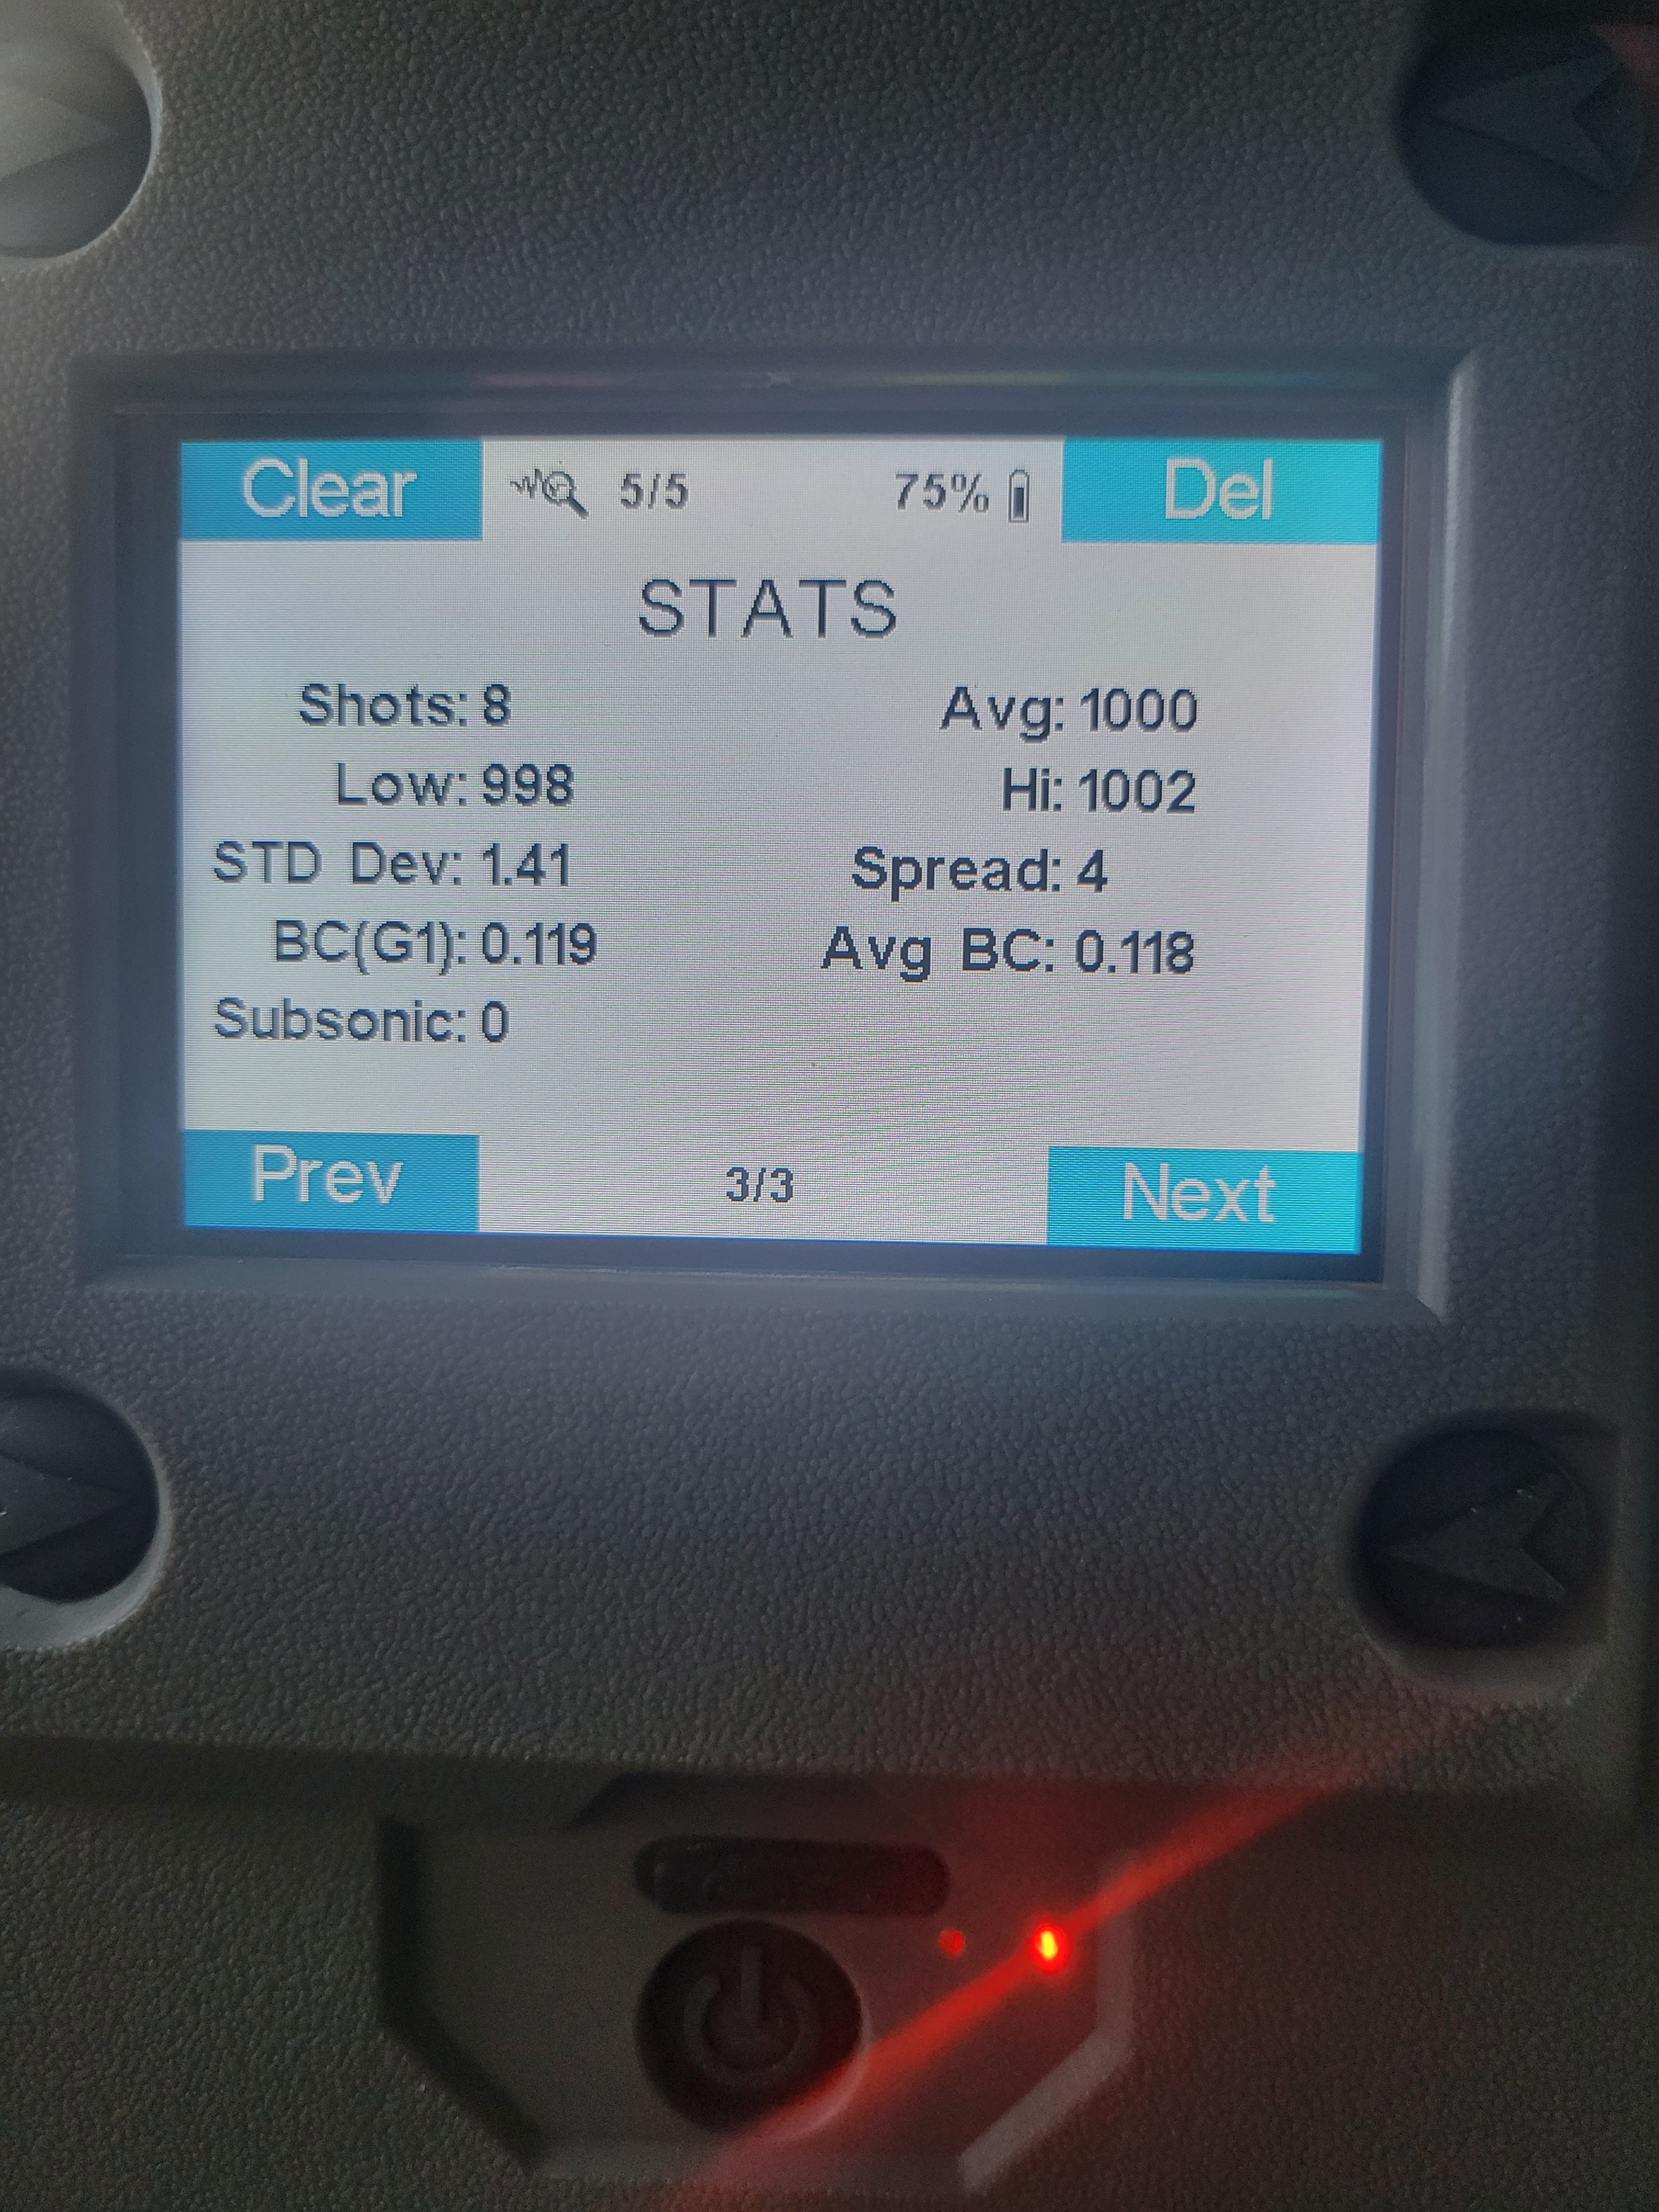 Clear 5/5 75% Del
STATS
Shots: 8 Avg: 1000
Low: 998 Hi: 1002
STD Dev: 1.41 Spread: 4
BC(G1): 0.119 Avg BC: 0.118
Subsonic: 0
Prev 3/3 Next